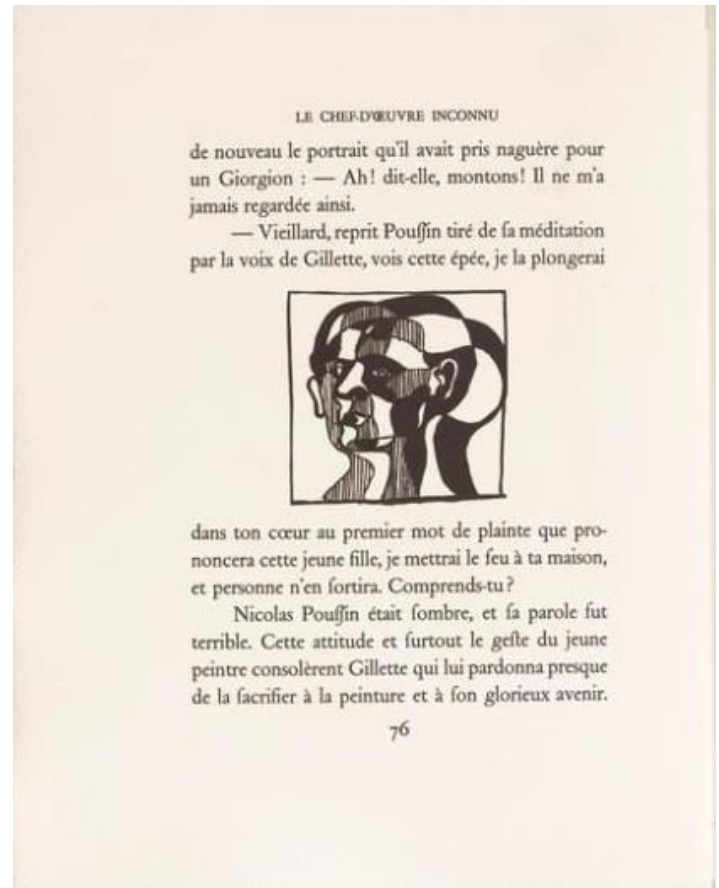 LE CHEF-D'ŒUVRE INCONNU
de nouveau le portrait qu'il avait pris naguère pour
un Giorgion : — Ah! dit-elle, montons! Il ne m'a
jamais regardée ainsi.
— Vieillard, reprit Pouſſin tiré de ſa méditation
par la voix de Gillette, vois cette épée, je la plongerai
dans ton cœur au premier mot de plainte que pro-
noncera cette jeune fille, je mettrai le feu à ta maison,
et personne n'en ſortira. Comprends-tu?
Nicolas Pouſſin était ſombre, et ſa parole fut
terrible. Cette attitude et ſurtout le geſte du jeune
peintre consolèrent Gillette qui lui pardonna presque
de la ſacrifier à la peinture et à ſon glorieux avenir.
76